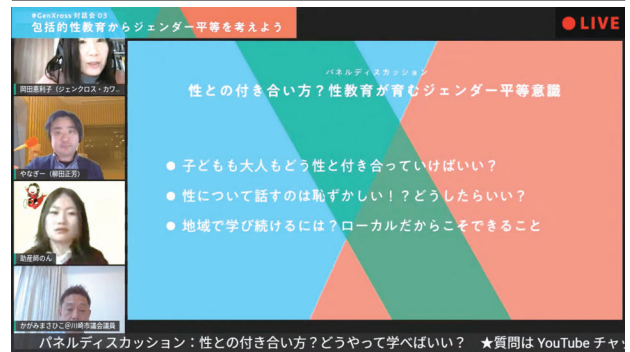 #GenXross 対話会 03
包括的性教育からジェンダー平等を考えよう
LIVE
岡田恵利子（ジェンクロス・カワ...
パネルディスカッション
性との付き合い方？性教育が育むジェンダー平等意識
やなぎー（柳田正芳）
● 子どもも大人もどう性と付き合っていけばいい？
● 性について話すのは恥ずかしい！？どうしたらいい？
● 地域で学び続けるには？ローカルだからこそできること
助産師のん
かがみまさひこ@川崎市議会議員
パネルディスカッション：性との付き合い方？どうやって学べばいい？ ★質問は YouTube チャッ